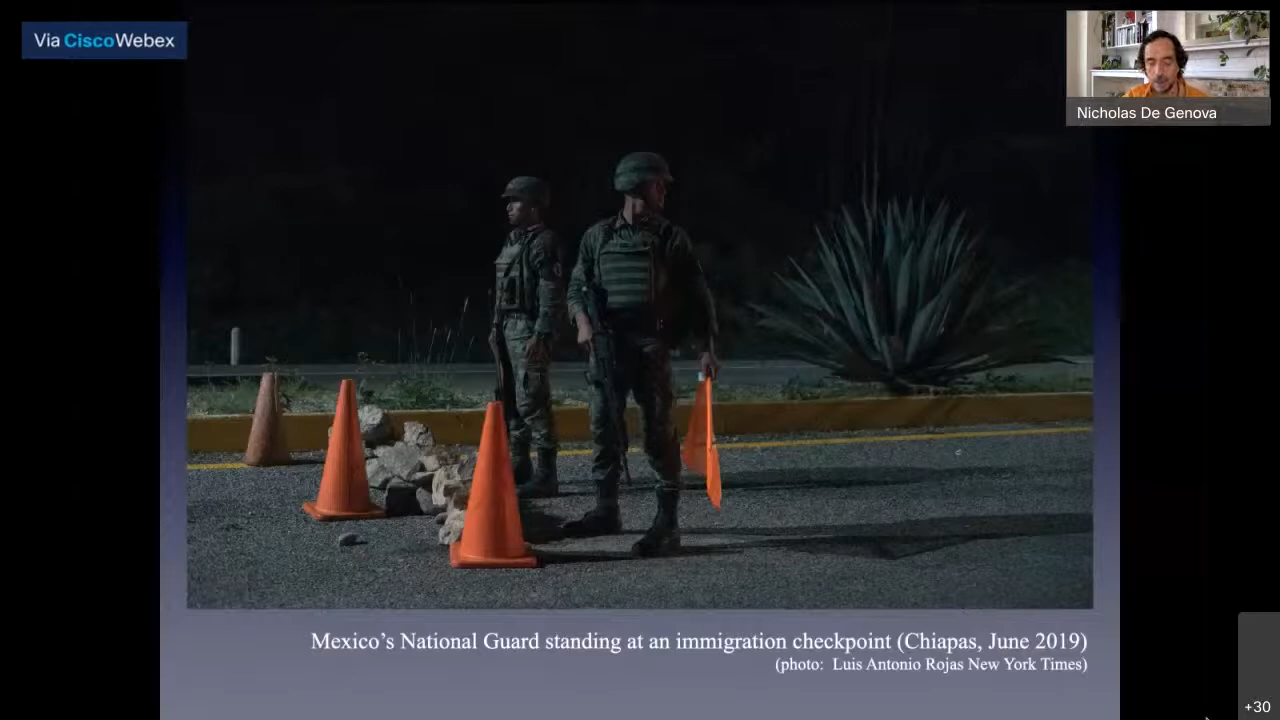 Via CiscoWebex
Nicholas De Genova
Mexico’s National Guard standing at an immigration checkpoint (Chiapas, June 2019)
(photo:  Luis Antonio Rojas New York Times)
+30